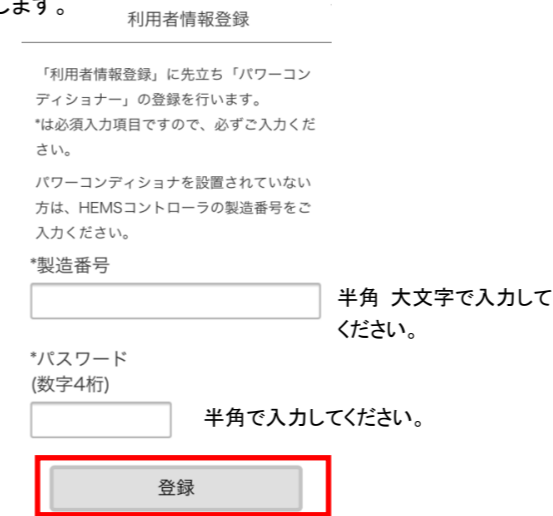 します。
利用者情報登録
「利用者情報登録」に先立ち「パワーコン
ディショナー」の登録を行います。
*は必須入力項目ですので、必ずご入力くだ
さい。
パワーコンディショナを設置されていない
方は、HEMSコントローラの製造番号をご
入力ください。
*製造番号
半角 大文字で入力して
ください。
*パスワード
(数字4桁)
半角で入力してください。
登録